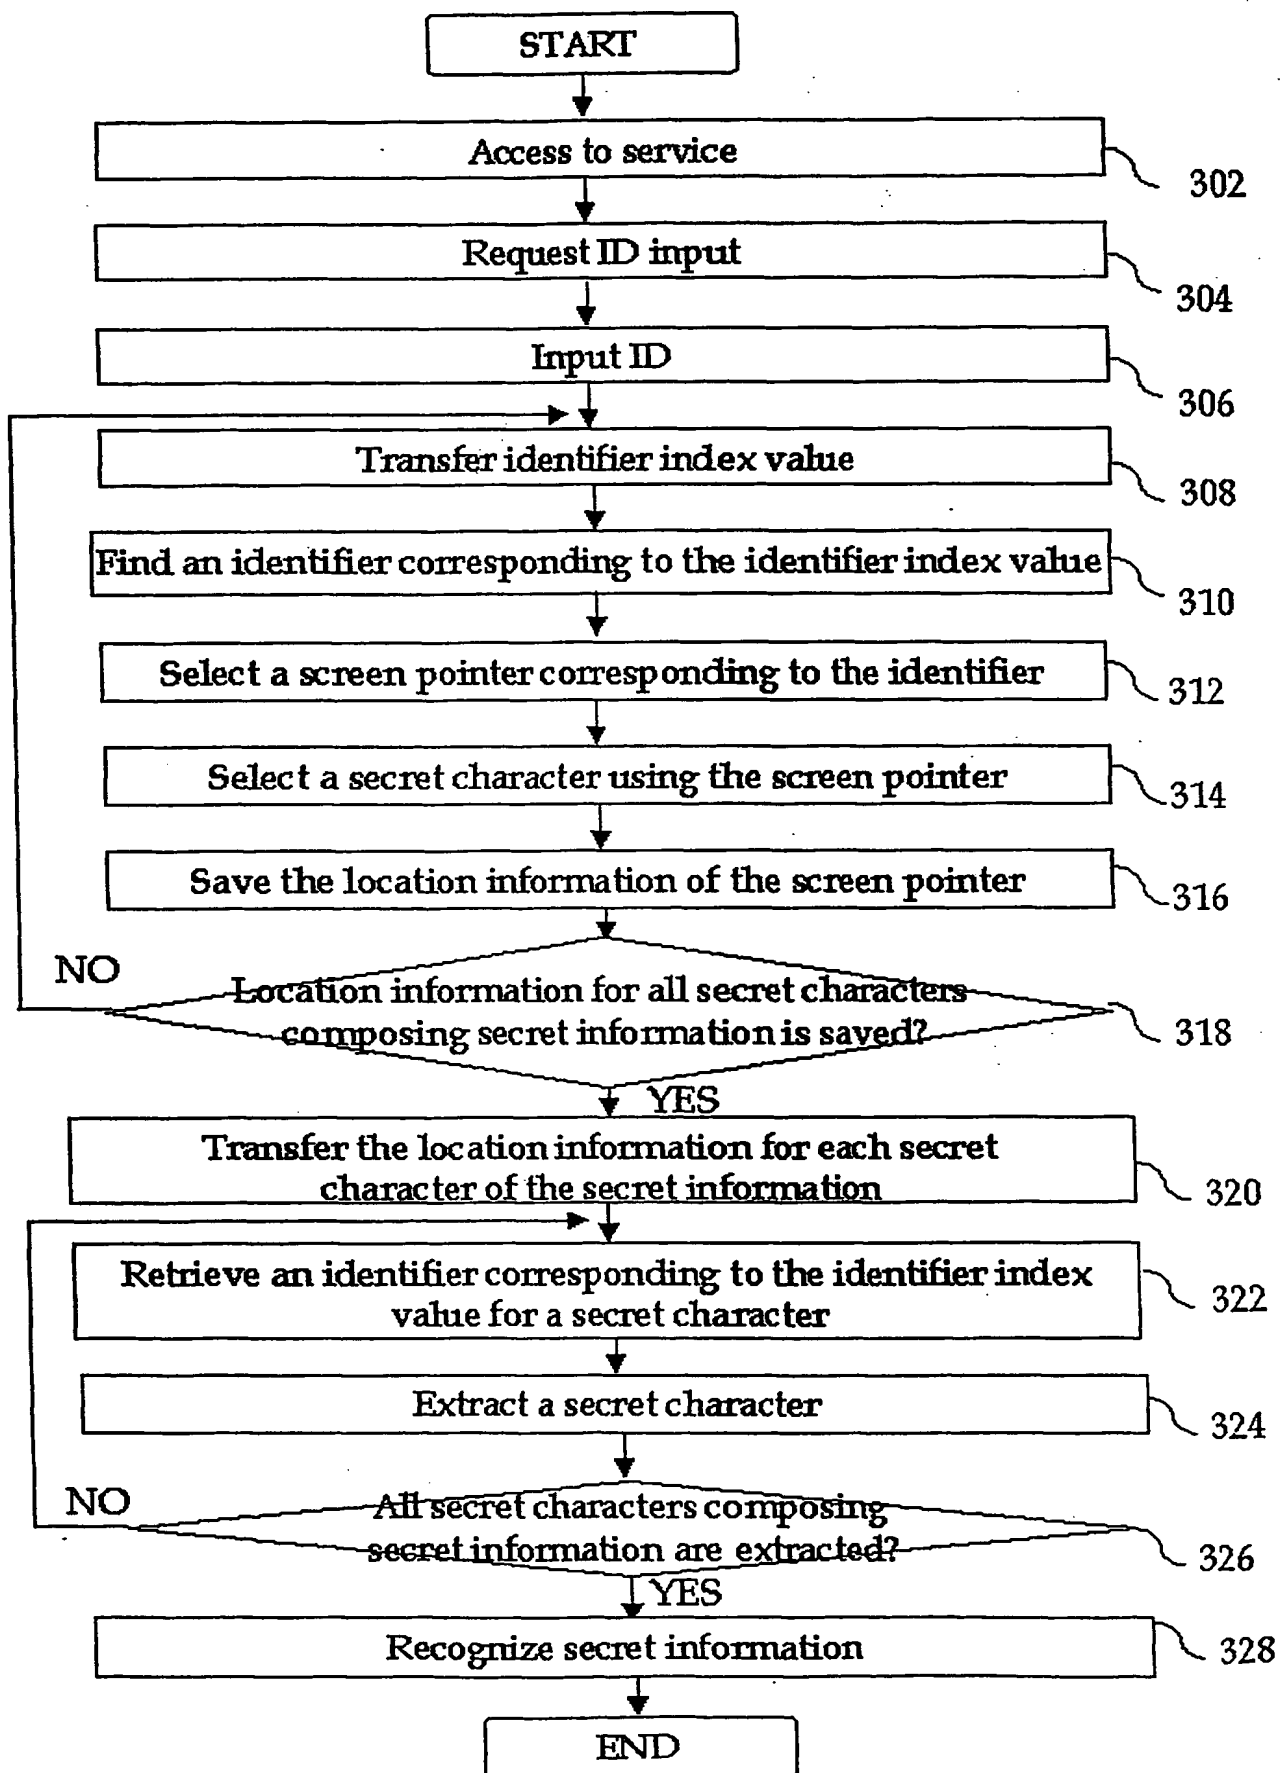 START
Access to service
302
Request ID input
304
Input ID
306
Transfer identifier index value
308
Find an identifier corresponding to the identifier index value
310
Select a screen pointer corresponding to the identifier
312
Select a secret character using the screen pointer
314
Save the location information of the screen pointer
316
NO
Location information for all secret characters
composing secret information is saved?
318
YES
Transfer the location information for each secret
character of the secret information
320
Retrieve an identifier corresponding to the identifier index
value for a secret character
322
Extract a secret character
324
NO
All secret characters composing
secret information are extracted?
326
YES
Recognize secret information
328
END